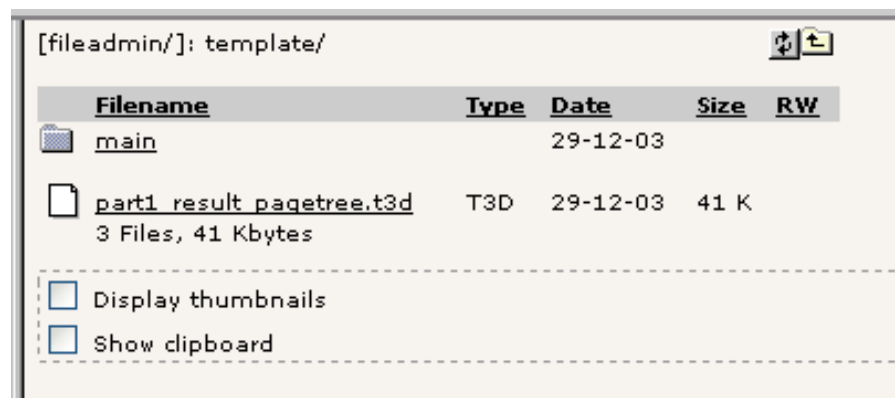 [fileadmin/]: template/
Filename Type Date Size RW
main 29-12-03
part1_result_pagetree.t3d T3D 29-12-03 41 K
3 Files, 41 Kbytes
Display thumbnails
Show clipboard